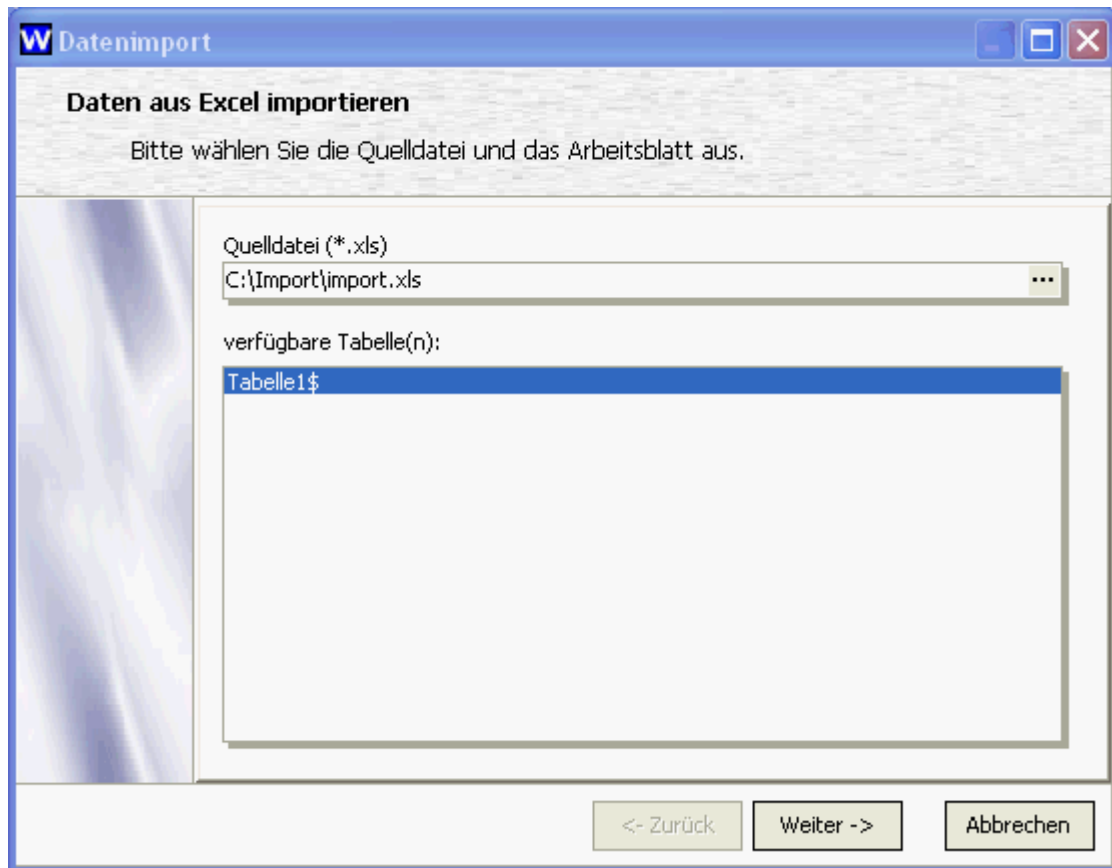 W Datenimport
Daten aus Excel importieren
Bitte wählen Sie die Quelldatei und das Arbeitsblatt aus.
Quelldatei (*.xls)
C:\Import\import.xls ...
verfügbare Tabelle(n):
Tabelle1$
<- Zurück Weiter -> Abbrechen